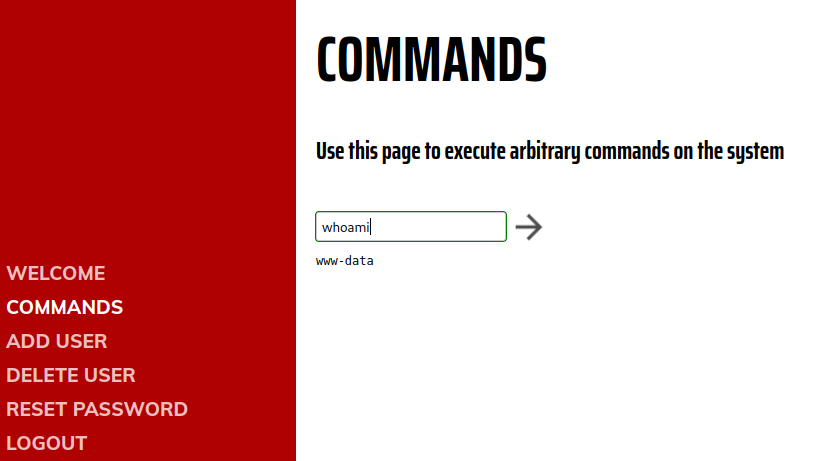 COMMANDS
Use this page to execute arbitrary commands on the system
whoami
www-data
WELCOME
COMMANDS
ADD USER
DELETE USER
RESET PASSWORD
LOGOUT